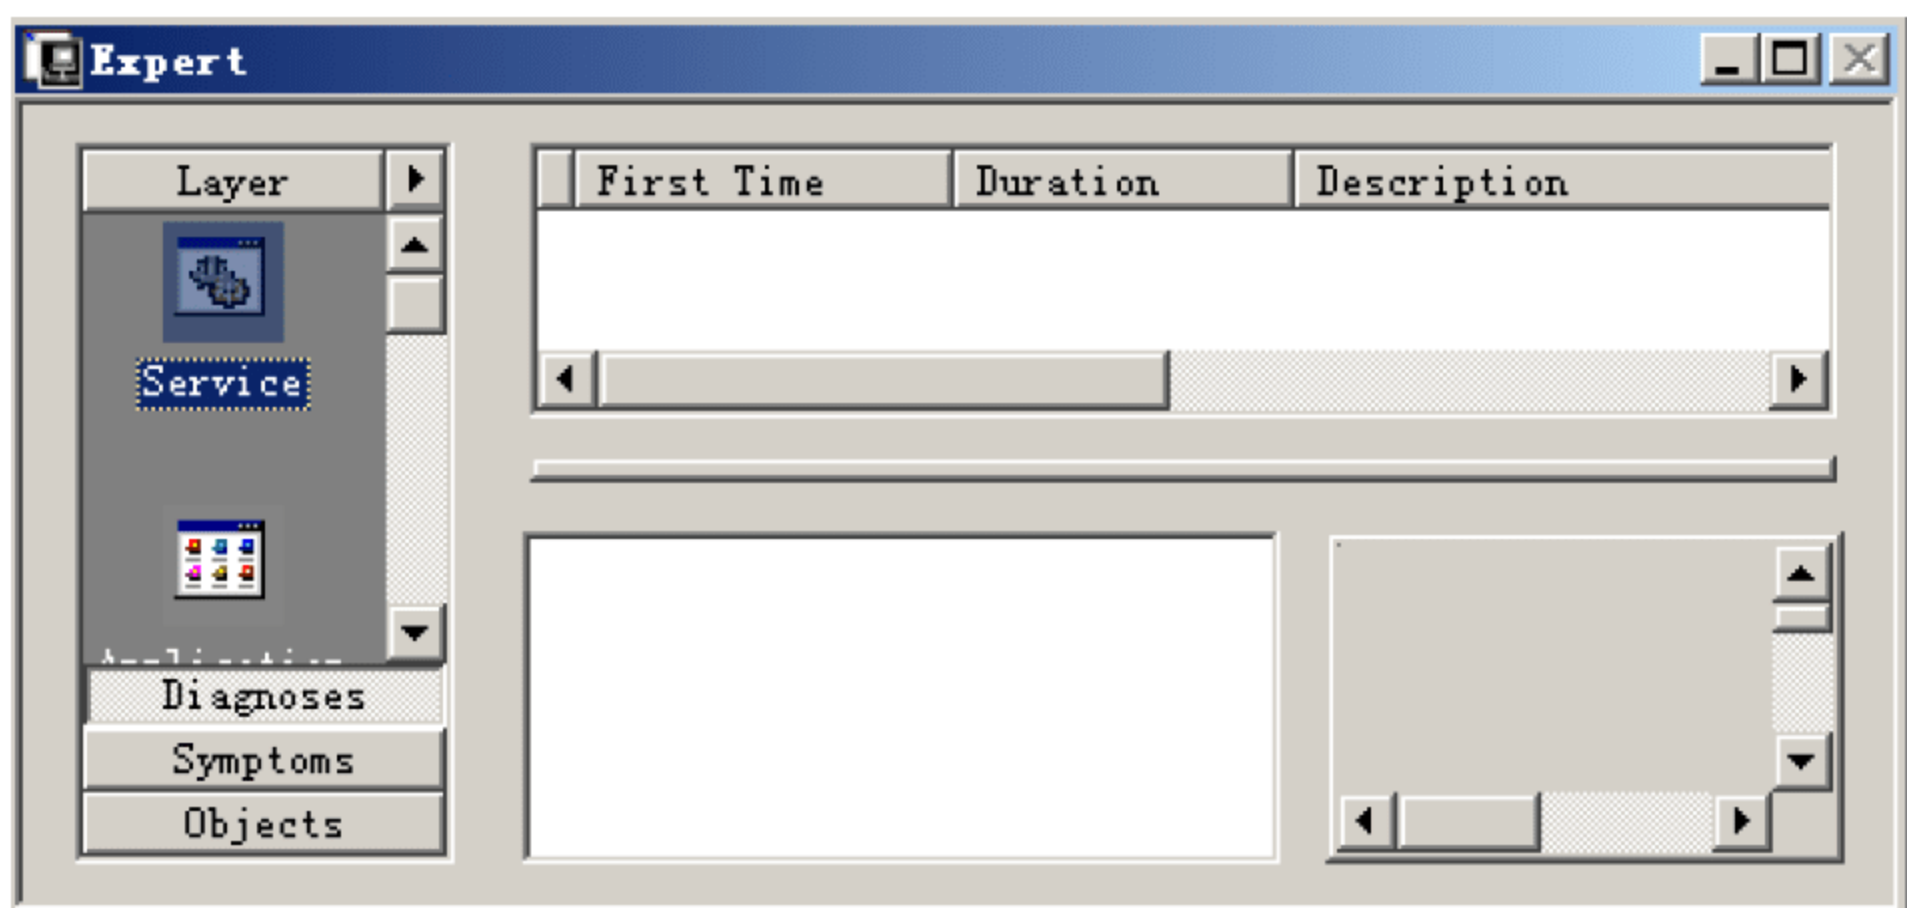 Expert
Layer
First Time Duration Description
Service
Diagnoses
Symptoms
Objects